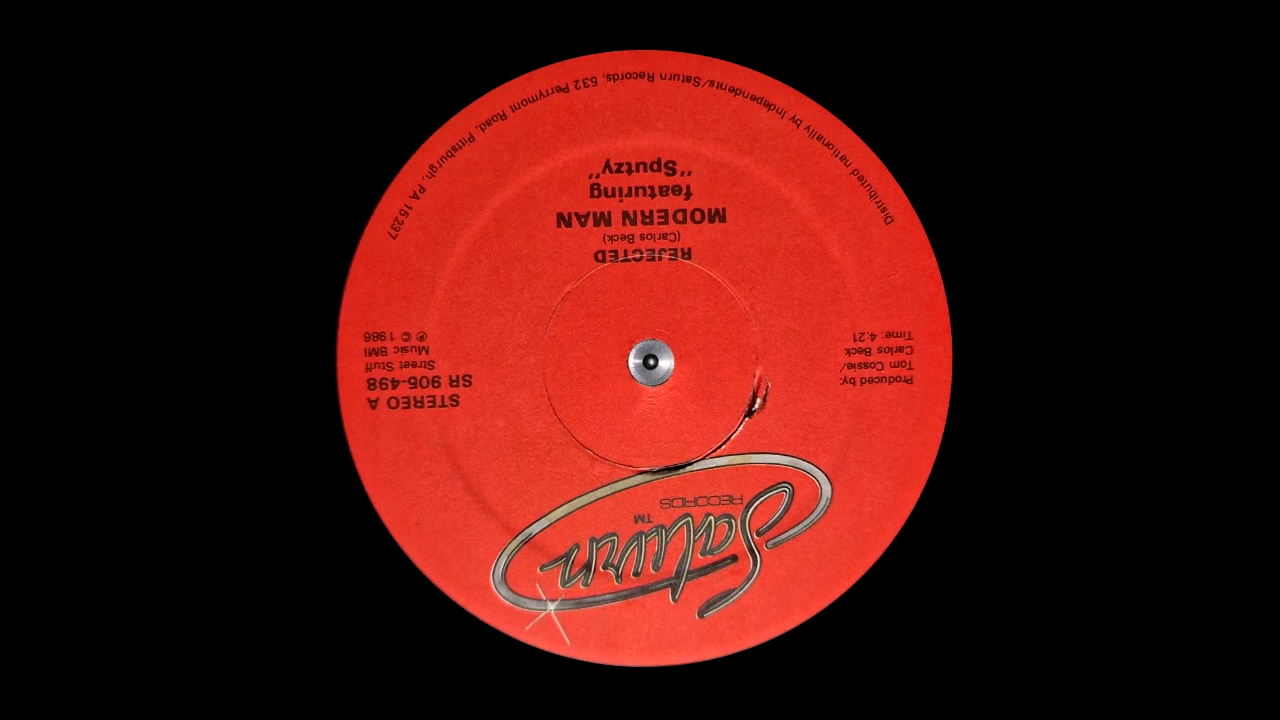 Saturn
RECORDS
TM
STEREO A
SR 905-498
Street Stuff
Music BMI
℗ © 1986
Produced by:
Tom Cossie/
Carlos Beck
Time: 4:21
REJECTED
(Carlos Beck)
MODERN MAN
featuring
"Sputzy"
Distributed nationally by Independents/Saturn Records, 532 Perrymont Road, Pittsburgh, PA 15237